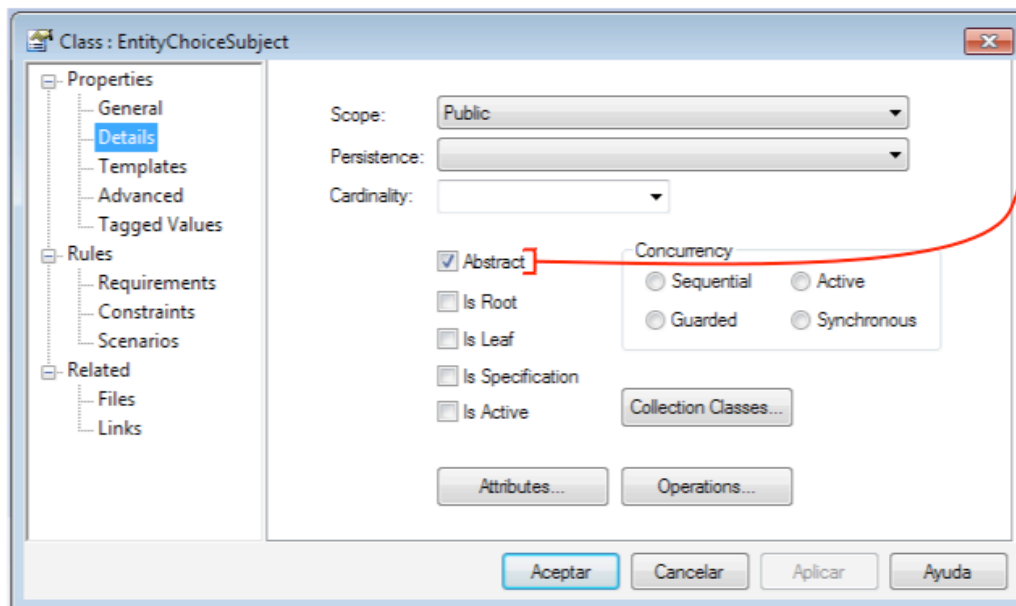 Class : EntityChoiceSubject
Properties
General
Details
Templates
Advanced
Tagged Values
Rules
Requirements
Constraints
Scenarios
Related
Files
Links
Scope:
Public
Persistence:
Cardinality:
Abstract
Is Root
Is Leaf
Is Specification
Is Active
Concurrency
Sequential
Active
Guarded
Synchronous
Collection Classes...
Attributes...
Operations...
Aceptar
Cancelar
Aplicar
Ayuda